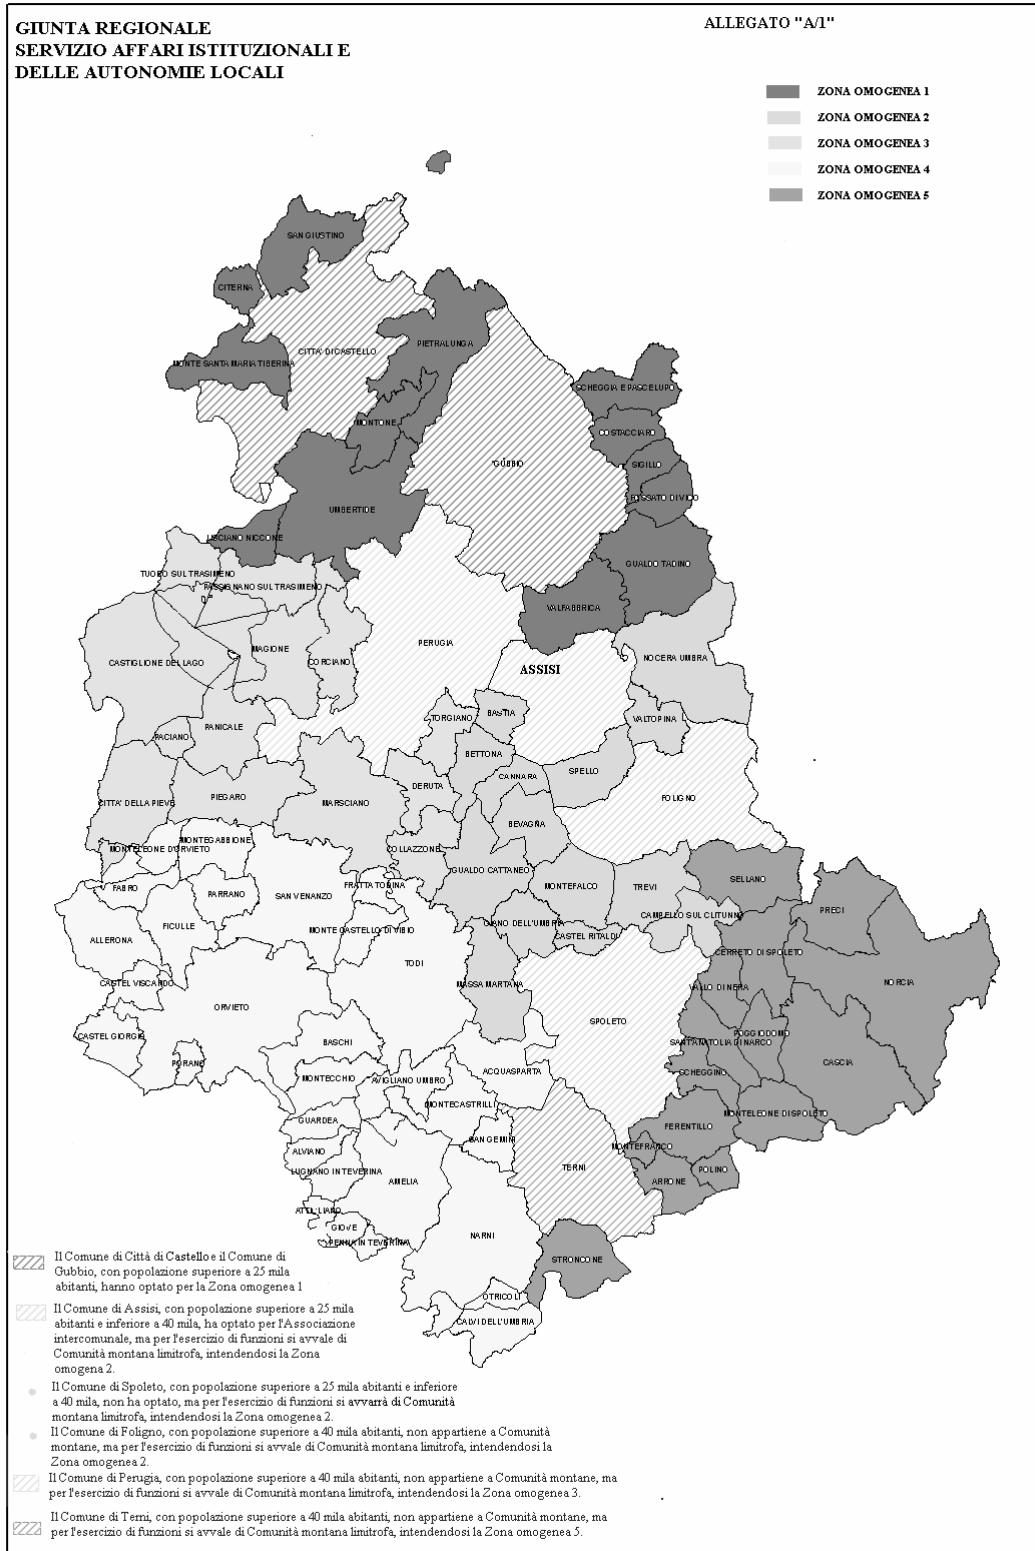 GIUNTA REGIONALE
SERVIZIO AFFARI ISTITUZIONALI E
DELLE AUTONOMIE LOCALI
ALLEGATO "A/1"
ZONA OMOGENEA 1
ZONA OMOGENEA 2
ZONA OMOGENEA 3
ZONA OMOGENEA 4
ZONA OMOGENEA 5
SAN GIUSTINO
CITERNA
CITTA' DI CASTELLO
PIETRALUNGA
MONTE SANTA MARIA TIBERINA
SCHEGGIA E PASCELUPO
MONTONE
COSTACCIARO
GUBBIO
SIGILLO
FOSSATO DI VICO
UMBERTIDE
LISCIANO NICCONE
GUALDO TADINO
TUORO SUL TRASIMENO
PASSIGNANO SUL TRASIMENO
VALFABBRICA
PERUGIA
MAGIONE
CASTIGLIONE DEL LAGO
CORCIANO
NOCERA UMBRA
ASSISI
BASTIA
TORGIANO
VALTOPINA
PANICALE
PACIANO
BETTONA
SPELLO
CANNARA
DERUTA
PIEGARO
FOLIGNO
CITTA' DELLA PIEVE
MARSCIANO
BEVAGNA
MONTEGABBIONE
MONTELEONE D'ORVIETO
COLLAZZONE
GUALDO CATTANEO
SELLANO
FABRO
PARRANO
SAN VENANZO
FRATTA TODINA
MONTEFALCO
TREVI
PRECI
CAMPELLO SUL CLITUNNO
GIANO DELL'UMBRIA
FICULLE
MONTE CASTELLO DI VIBIO
CASTEL RITALDI
ALLERONA
CERRETO DI SPOLETO
TODI
CASTEL VISCARDO
NORCIA
MASSA MARTANA
VALLO DI NERA
ORVIETO
SPOLETO
POGGIODOMO
CASTEL GIORGIO
BASCHI
SANT'ANATOLIA DI NARCO
PORANO
CASCIA
ACQUASPARTA
SCHEGGINO
MONTECCHIO
AVIGLIANO UMBRO
MONTECASTRILLI
MONTELEONE DI SPOLETO
GUARDEA
FERENTILLO
SANGEMINI
MONTEFRANCO
ALVIANO
LUGNANO IN TEVERINA
TERNI
POLINO
AMELIA
ARRONE
ATTIGLIANO
GIOVE
NARNI
PENNA IN TEVERINA
STRONCONE
OTRICOLI
CALVI DELL'UMBRIA
Il Comune di Città di Castello e il Comune di
Gubbio, con popolazione superiore a 25 mila
abitanti, hanno optato per la Zona omogenea 1
Il Comune di Assisi, con popolazione superiore a 25 mila
abitanti e inferiore a 40 mila, ha optato per l'Associazione
intercomunale, ma per l'esercizio di funzioni si avvale di
Comunità montana limitrofa, intendendosi la Zona
omogenea 2.
Il Comune di Spoleto, con popolazione superiore a 25 mila abitanti e inferiore
a 40 mila, non ha optato, ma per l'esercizio di funzioni si avvarrà di Comunità
montana limitrofa, intendendosi la Zona omogenea 2.
Il Comune di Foligno, con popolazione superiore a 40 mila abitanti, non appartiene a Comunità
montane, ma per l'esercizio di funzioni si avvale di Comunità montana limitrofa, intendendosi la
Zona omogenea 2.
Il Comune di Perugia, con popolazione superiore a 40 mila abitanti, non appartiene a Comunità montane, ma
per l'esercizio di funzioni si avvale di Comunità montana limitrofa, intendendosi la Zona omogenea 3.
Il Comune di Terni, con popolazione superiore a 40 mila abitanti, non appartiene a Comunità montane, ma
per l'esercizio di funzioni si avvale di Comunità montana limitrofa, intendendosi la Zona omogenea 5.